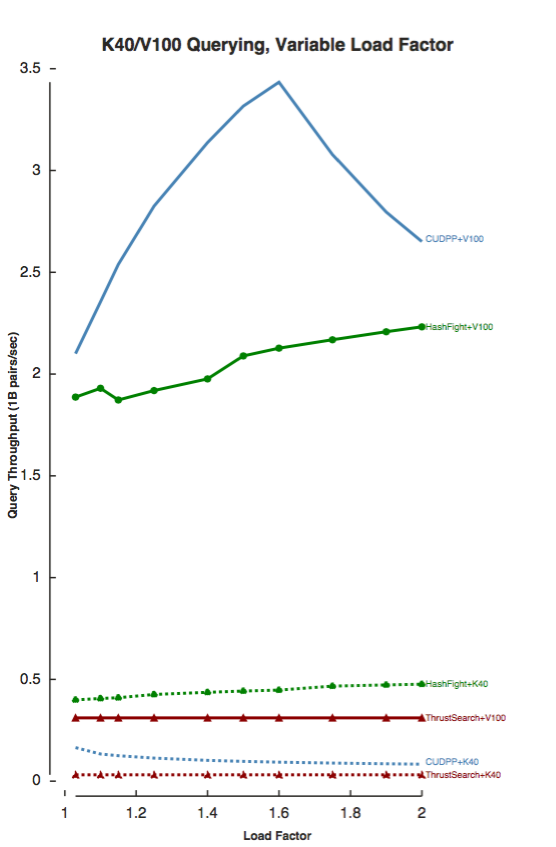 K40/V100 Querying, Variable Load Factor
3.5
3
2.5
2
1.5
1
0.5
0
Query Throughput (1B pairs/sec)
CUDPP+V100
HashFight+V100
HashFight+K40
ThrustSearch+V100
CUDPP+K40
ThrustSearch+K40
1 1.2 1.4 1.6 1.8 2
Load Factor